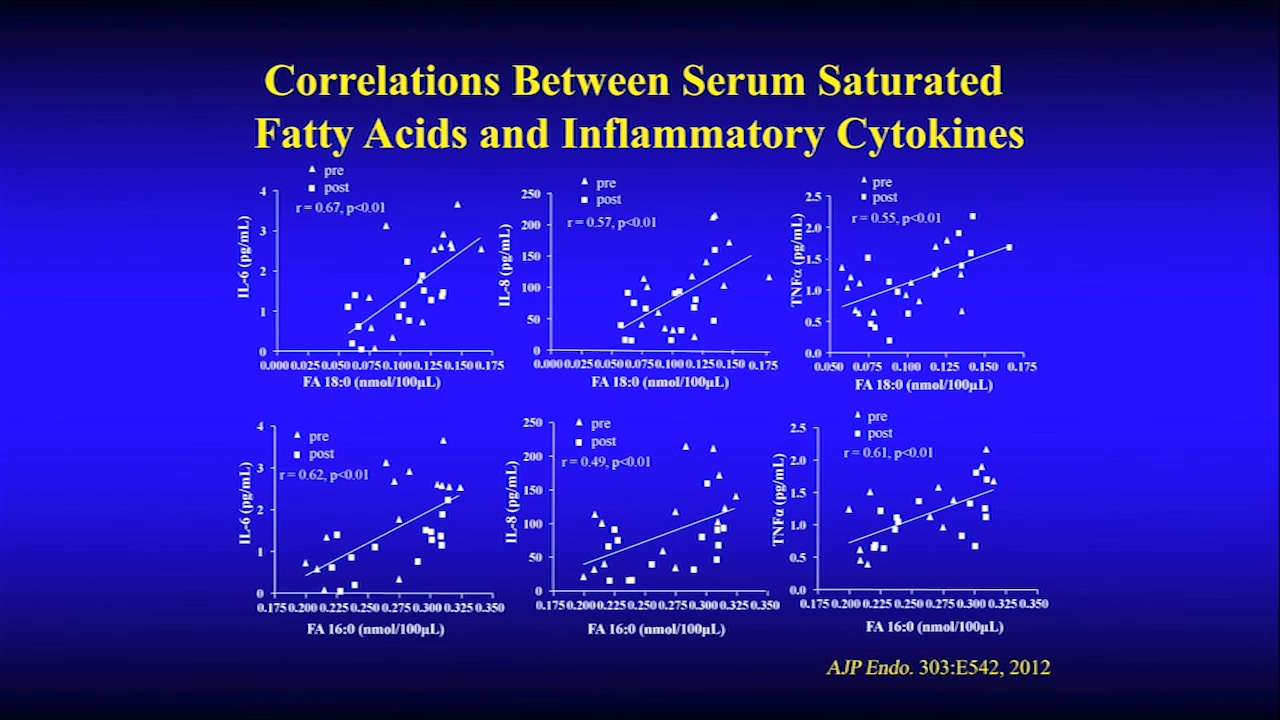 Correlations Between Serum Saturated
Fatty Acids and Inflammatory Cytokines
pre
post
r = 0.67, p<0.01
4
3
2
1
0
IL-6 (pg/mL)
0.000 0.025 0.050 0.075 0.100 0.125 0.150 0.175
FA 18:0 (nmol/100μL)
pre
post
r = 0.57, p<0.01
250
200
150
100
50
0
IL-8 (pg/mL)
0.000 0.025 0.050 0.075 0.100 0.125 0.150 0.175
FA 18:0 (nmol/100μL)
pre
post
r = 0.55, p<0.01
2.5
2.0
1.5
1.0
0.5
0.0
TNFα (pg/mL)
0.050 0.075 0.100 0.125 0.150 0.175
FA 18:0 (nmol/100μL)
pre
post
r = 0.62, p<0.01
4
3
2
1
0
IL-6 (pg/mL)
0.175 0.200 0.225 0.250 0.275 0.300 0.325 0.350
FA 16:0 (nmol/100μL)
pre
post
r = 0.49, p<0.01
250
200
150
100
50
0
IL-8 (pg/mL)
0.175 0.200 0.225 0.250 0.275 0.300 0.325 0.350
FA 16:0 (nmol/100μL)
pre
post
r = 0.61, p<0.01
2.5
2.0
1.5
1.0
0.5
0.0
TNFα (pg/mL)
0.175 0.200 0.225 0.250 0.275 0.300 0.325 0.350
FA 16:0 (nmol/100μL)
AJP Endo. 303:E542, 2012